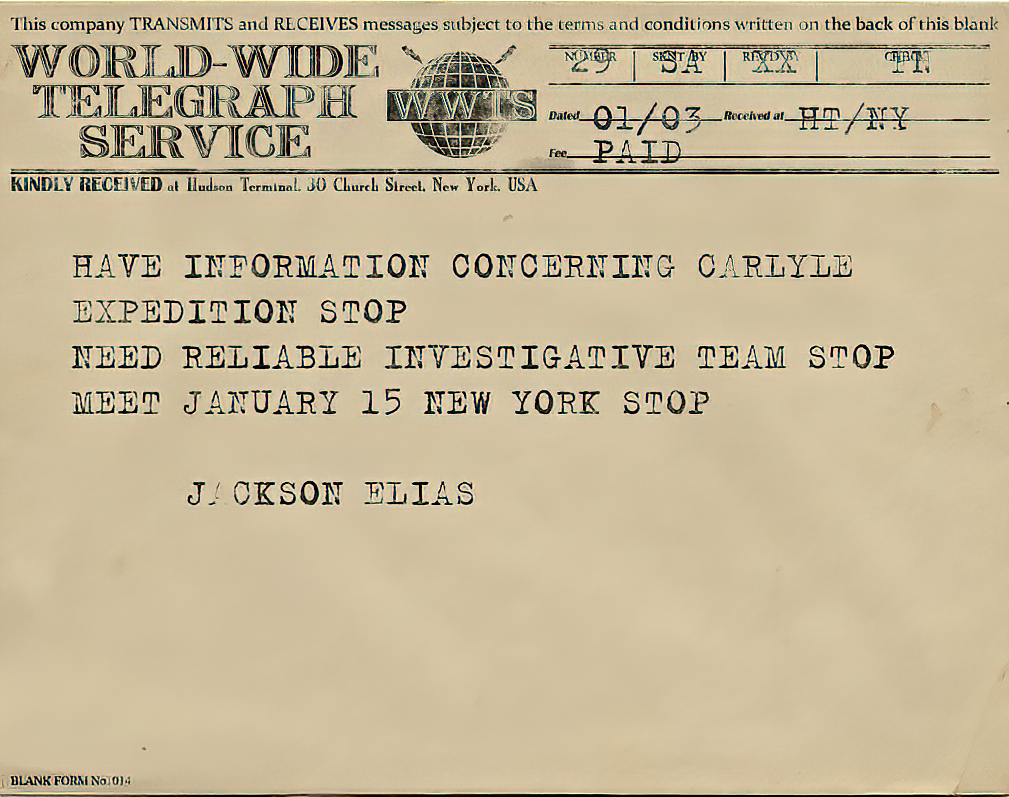 This company TRANSMITS and RECEIVES messages subject to the terms and conditions written on the back of this blank
WORLD-WIDE
TELEGRAPH
SERVICE
WWTS
NUMBER SENT BY REC'D BY CHECK
29 SA XX PN
Dated 01/03 Received at HT/NY
Fee PAID
KINDLY RECEIVED at Hudson Terminal, 30 Church Street, New York, USA
HAVE INFORMATION CONCERNING CARLYLE
EXPEDITION STOP
NEED RELIABLE INVESTIGATIVE TEAM STOP
MEET JANUARY 15 NEW YORK STOP
JACKSON ELIAS
BLANK FORM No. 014